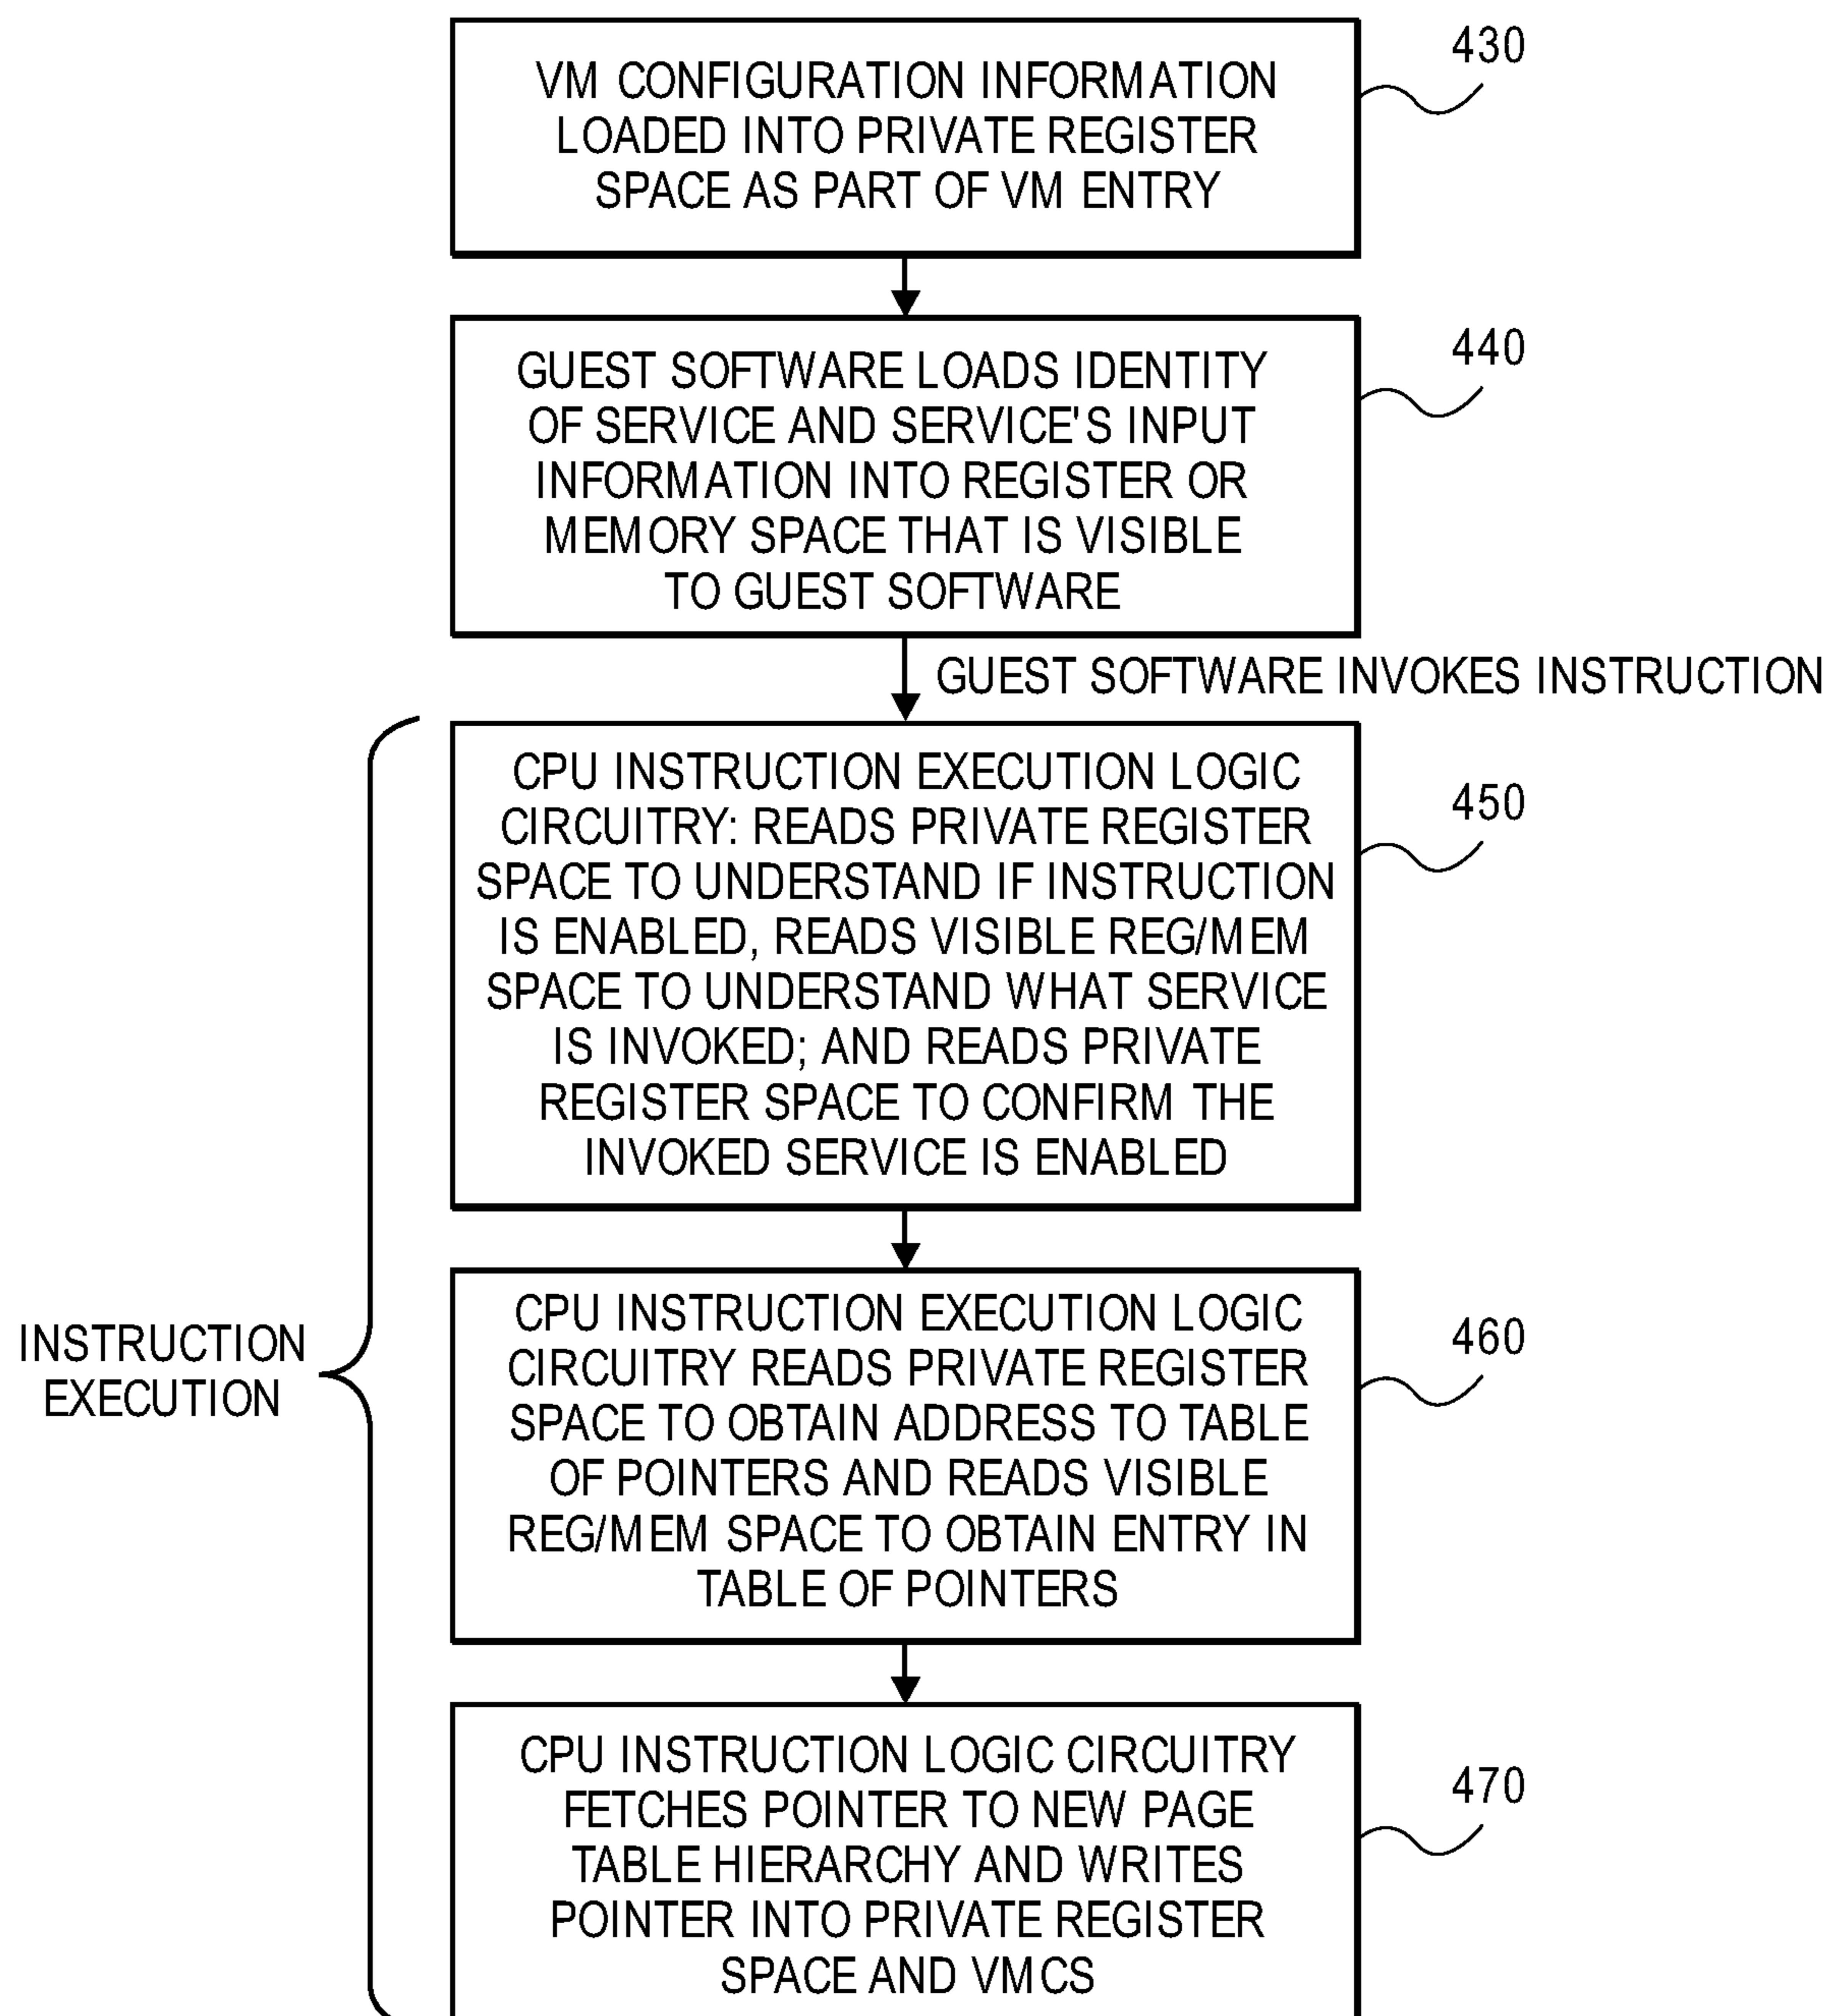 VM CONFIGURATION INFORMATION
LOADED INTO PRIVATE REGISTER
SPACE AS PART OF VM ENTRY
430
GUEST SOFTWARE LOADS IDENTITY
OF SERVICE AND SERVICE'S INPUT
INFORMATION INTO REGISTER OR
MEMORY SPACE THAT IS VISIBLE
TO GUEST SOFTWARE
440
GUEST SOFTWARE INVOKES INSTRUCTION
CPU INSTRUCTION EXECUTION LOGIC
CIRCUITRY: READS PRIVATE REGISTER
SPACE TO UNDERSTAND IF INSTRUCTION
IS ENABLED, READS VISIBLE REG/MEM
SPACE TO UNDERSTAND WHAT SERVICE
IS INVOKED; AND READS PRIVATE
REGISTER SPACE TO CONFIRM THE
INVOKED SERVICE IS ENABLED
450
INSTRUCTION
EXECUTION
CPU INSTRUCTION EXECUTION LOGIC
CIRCUITRY READS PRIVATE REGISTER
SPACE TO OBTAIN ADDRESS TO TABLE
OF POINTERS AND READS VISIBLE
REG/MEM SPACE TO OBTAIN ENTRY IN
TABLE OF POINTERS
460
CPU INSTRUCTION LOGIC CIRCUITRY
FETCHES POINTER TO NEW PAGE
TABLE HIERARCHY AND WRITES
POINTER INTO PRIVATE REGISTER
SPACE AND VMCS
470